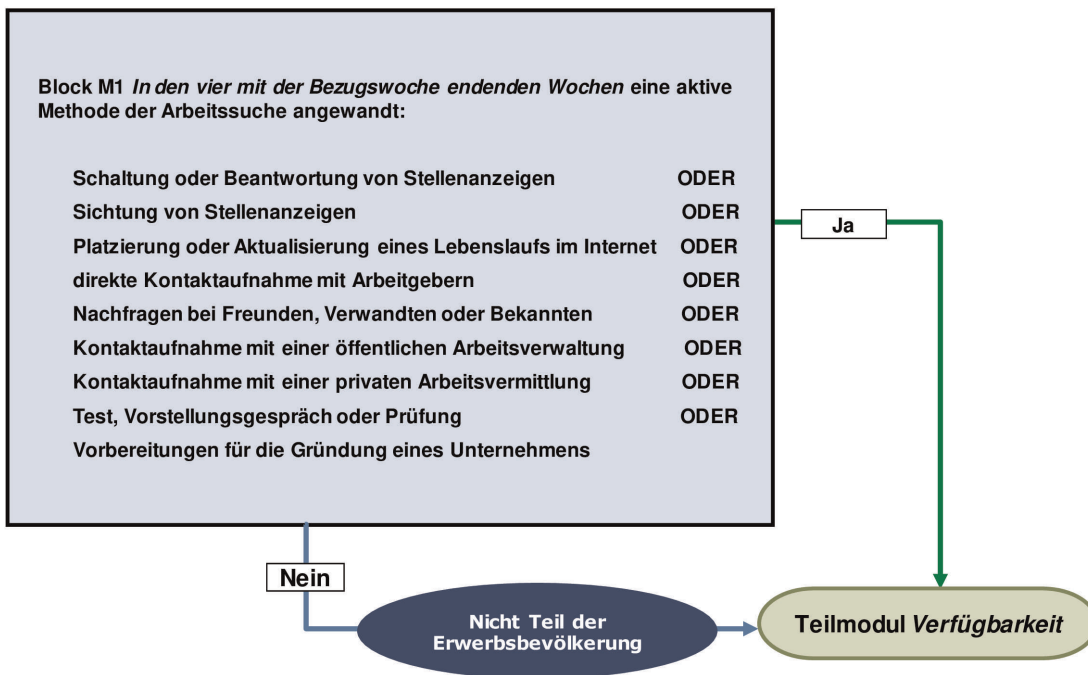 Block M1 In den vier mit der Bezugswoche endenden Wochen eine aktive
Methode der Arbeitssuche angewandt:
Schaltung oder Beantwortung von Stellenanzeigen ODER
Sichtung von Stellenanzeigen ODER
Platzierung oder Aktualisierung eines Lebenslaufs im Internet ODER
direkte Kontaktaufnahme mit Arbeitgebern ODER
Nachfragen bei Freunden, Verwandten oder Bekannten ODER
Kontaktaufnahme mit einer öffentlichen Arbeitsverwaltung ODER
Kontaktaufnahme mit einer privaten Arbeitsvermittlung ODER
Test, Vorstellungsgespräch oder Prüfung ODER
Vorbereitungen für die Gründung eines Unternehmens
Ja
Nein
Nicht Teil der
Erwerbsbevölkerung
Teilmodul Verfügbarkeit